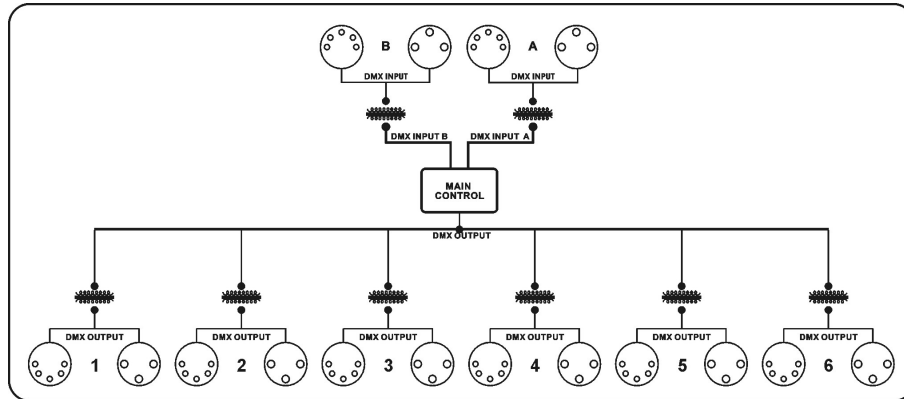 B
A
DMX INPUT
DMX INPUT
DMX INPUT B
DMX INPUT A
MAIN
CONTROL
DMX OUTPUT
DMX OUTPUT
DMX OUTPUT
DMX OUTPUT
DMX OUTPUT
DMX OUTPUT
DMX OUTPUT
1
2
3
4
5
6